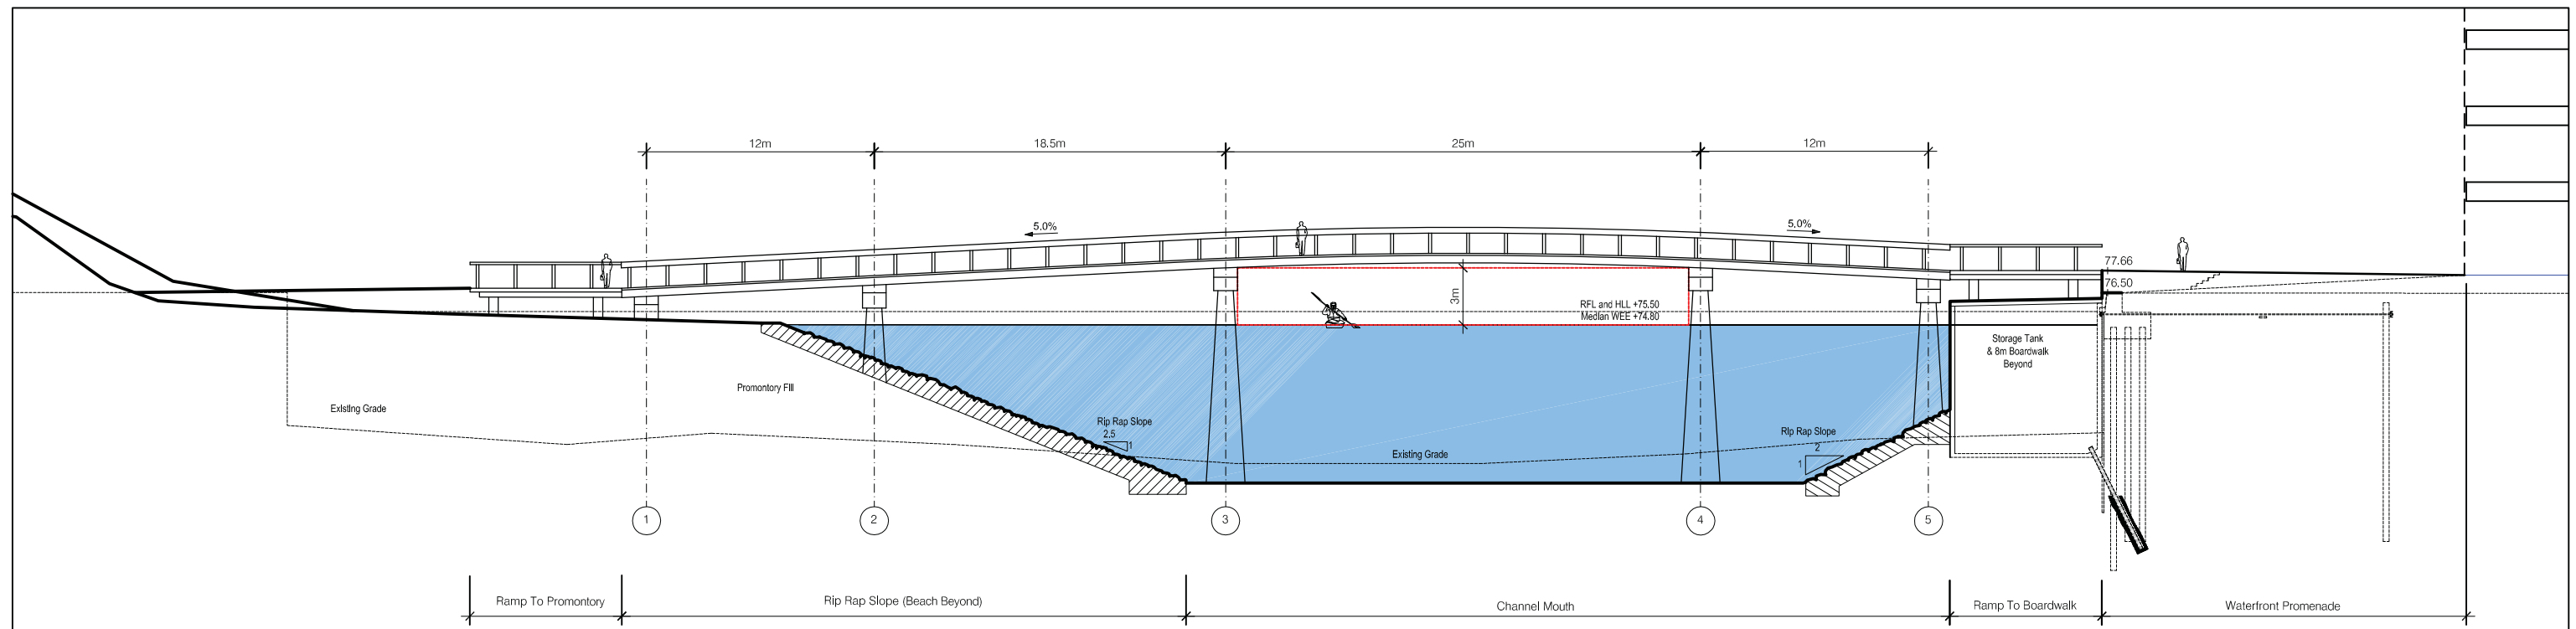 12m
18.5m
25m
12m
5.0%
5.0%
77.66
76.50
3m
RFL and HLL +75.50
Median WEE +74.80
Storage Tank
& 8m Boardwalk
Beyond
Promontory Fill
Existing Grade
Rip Rap Slope
2.5
1
Rip Rap Slope
2
1
Existing Grade
1
2
3
4
5
Ramp To Promontory
Rip Rap Slope (Beach Beyond)
Channel Mouth
Ramp To Boardwalk
Waterfront Promenade